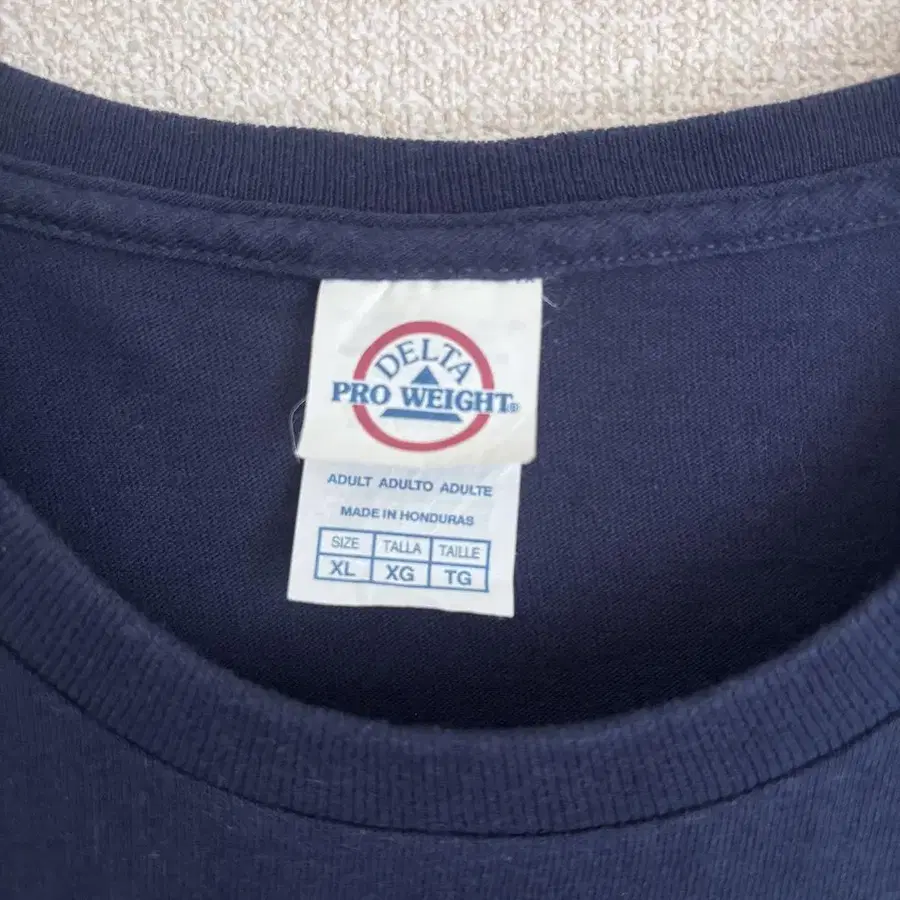 DELTA
PRO WEIGHT®
ADULT ADULTO ADULTE
MADE IN HONDURAS
SIZE TALLA TAILLE
XL XG TG